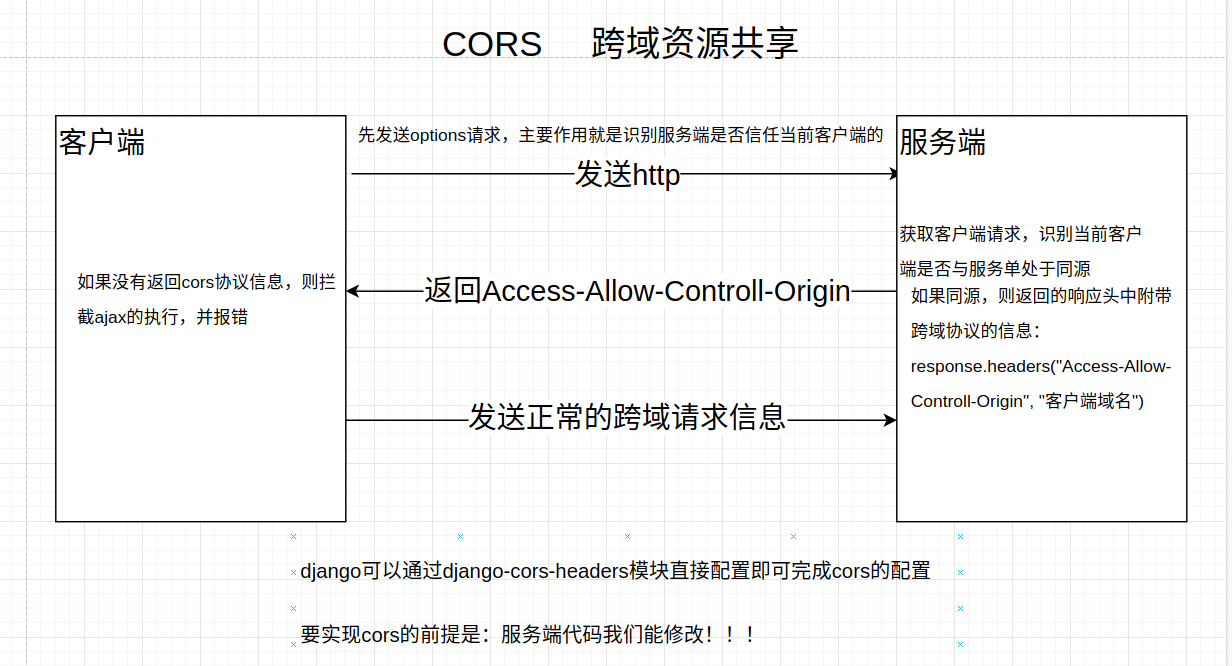 CORS 跨域资源共享
客户端
先发送options请求，主要作用就是识别服务端是否信任当前客户端的
发送http
服务端
获取客户端请求，识别当前客户
端是否与服务单处于同源
如果没有返回cors协议信息，则拦
截ajax的执行，并报错
返回Access-Allow-Controll-Origin
如果同源，则返回的响应头中附带
跨域协议的信息：
response.headers("Access-Allow-
Controll-Origin", "客户端域名")
发送正常的跨域请求信息
django可以通过django-cors-headers模块直接配置即可完成cors的配置
要实现cors的前提是：服务端代码我们能修改！！！